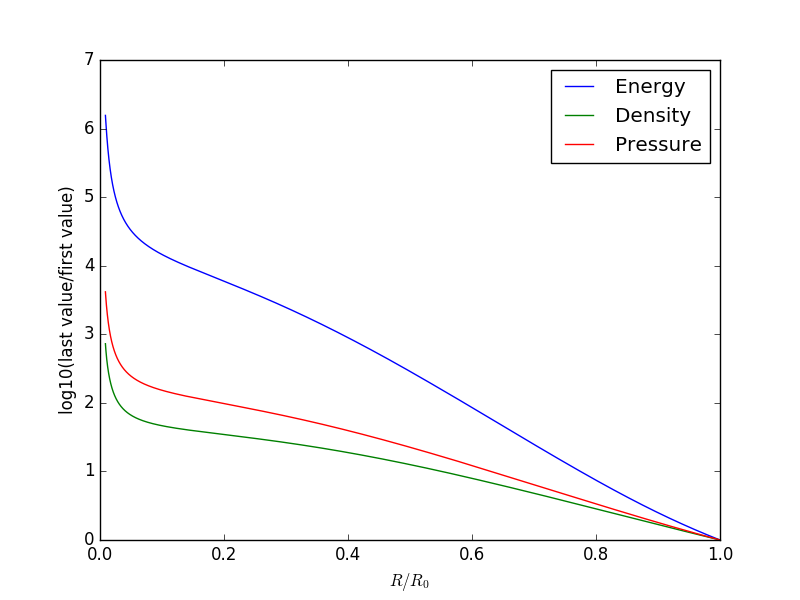 7
6
5
4
3
2
1
0
log10(last value/first value)
Energy
Density
Pressure
0.0 0.2 0.4 0.6 0.8 1.0
R/R₀